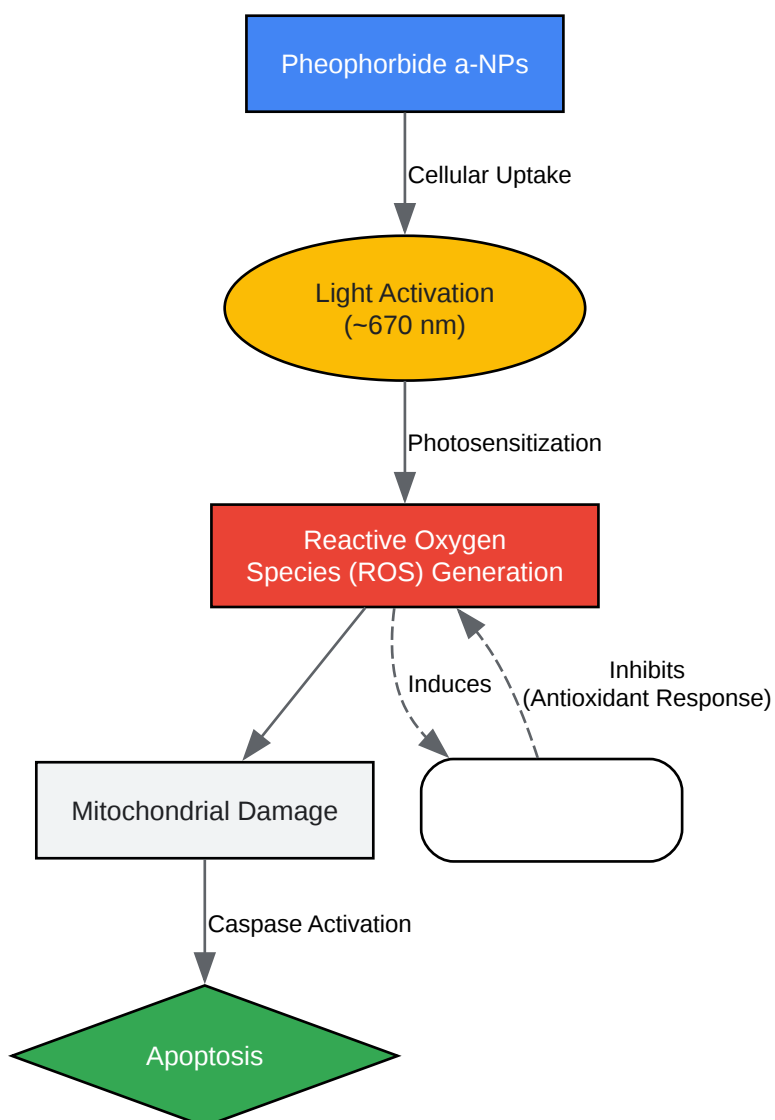 Pheophorbide a-NPs
Cellular Uptake
Light Activation
(~670 nm)
Photosensitization
Reactive Oxygen
Species (ROS) Generation
Induces
Inhibits
(Antioxidant Response)
Mitochondrial Damage
Caspase Activation
Apoptosis